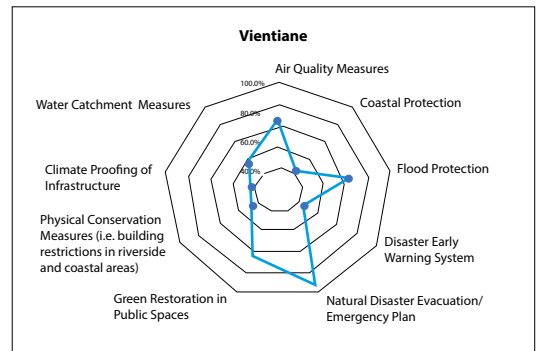 Vientiane
Air Quality Measures
100.0%
Water Catchment Measures
Coastal Protection
80.0%
60.0%
Climate Proofing of
Infrastructure
40.0%
Flood Protection
Physical Conservation
Measures (i.e. building
restrictions in riverside
and coastal areas)
Disaster Early
Warning System
Green Restoration in
Public Spaces
Natural Disaster Evacuation/
Emergency Plan